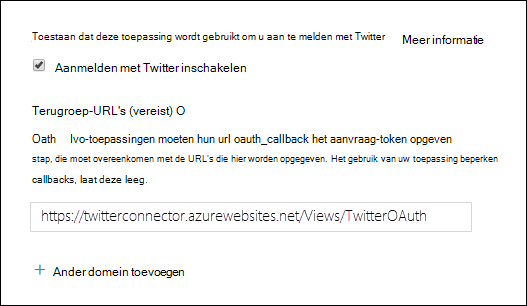 Toestaan dat deze toepassing wordt gebruikt om u aan te melden met Twitter Meer informatie
Aanmelden met Twitter inschakelen
Terugroep-URL's (vereist) O
Oath lvo-toepassingen moeten hun url oauth_callback het aanvraag-token opgeven
stap, die moet overeenkomen met de URL's die hier worden opgegeven. Het gebruik van uw toepassing beperken
callbacks, laat deze leeg.
https://twitterconnector.azurewebsites.net/Views/TwitterOAuth
+ Ander domein toevoegen